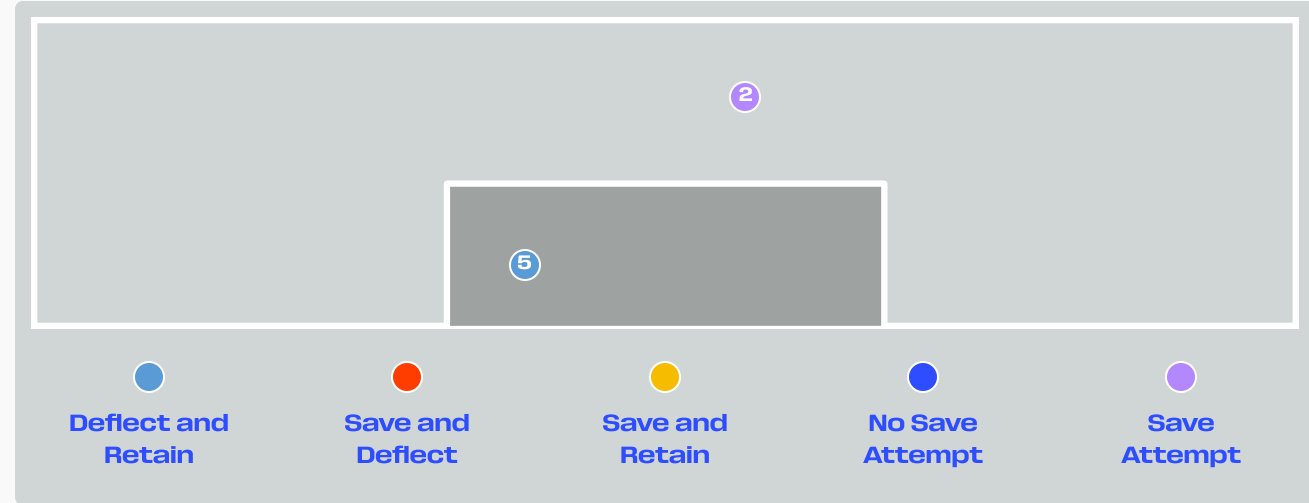 2
5
Deflect and
Retain
Save and
Deflect
Save and
Retain
No Save
Attempt
Save
Attempt